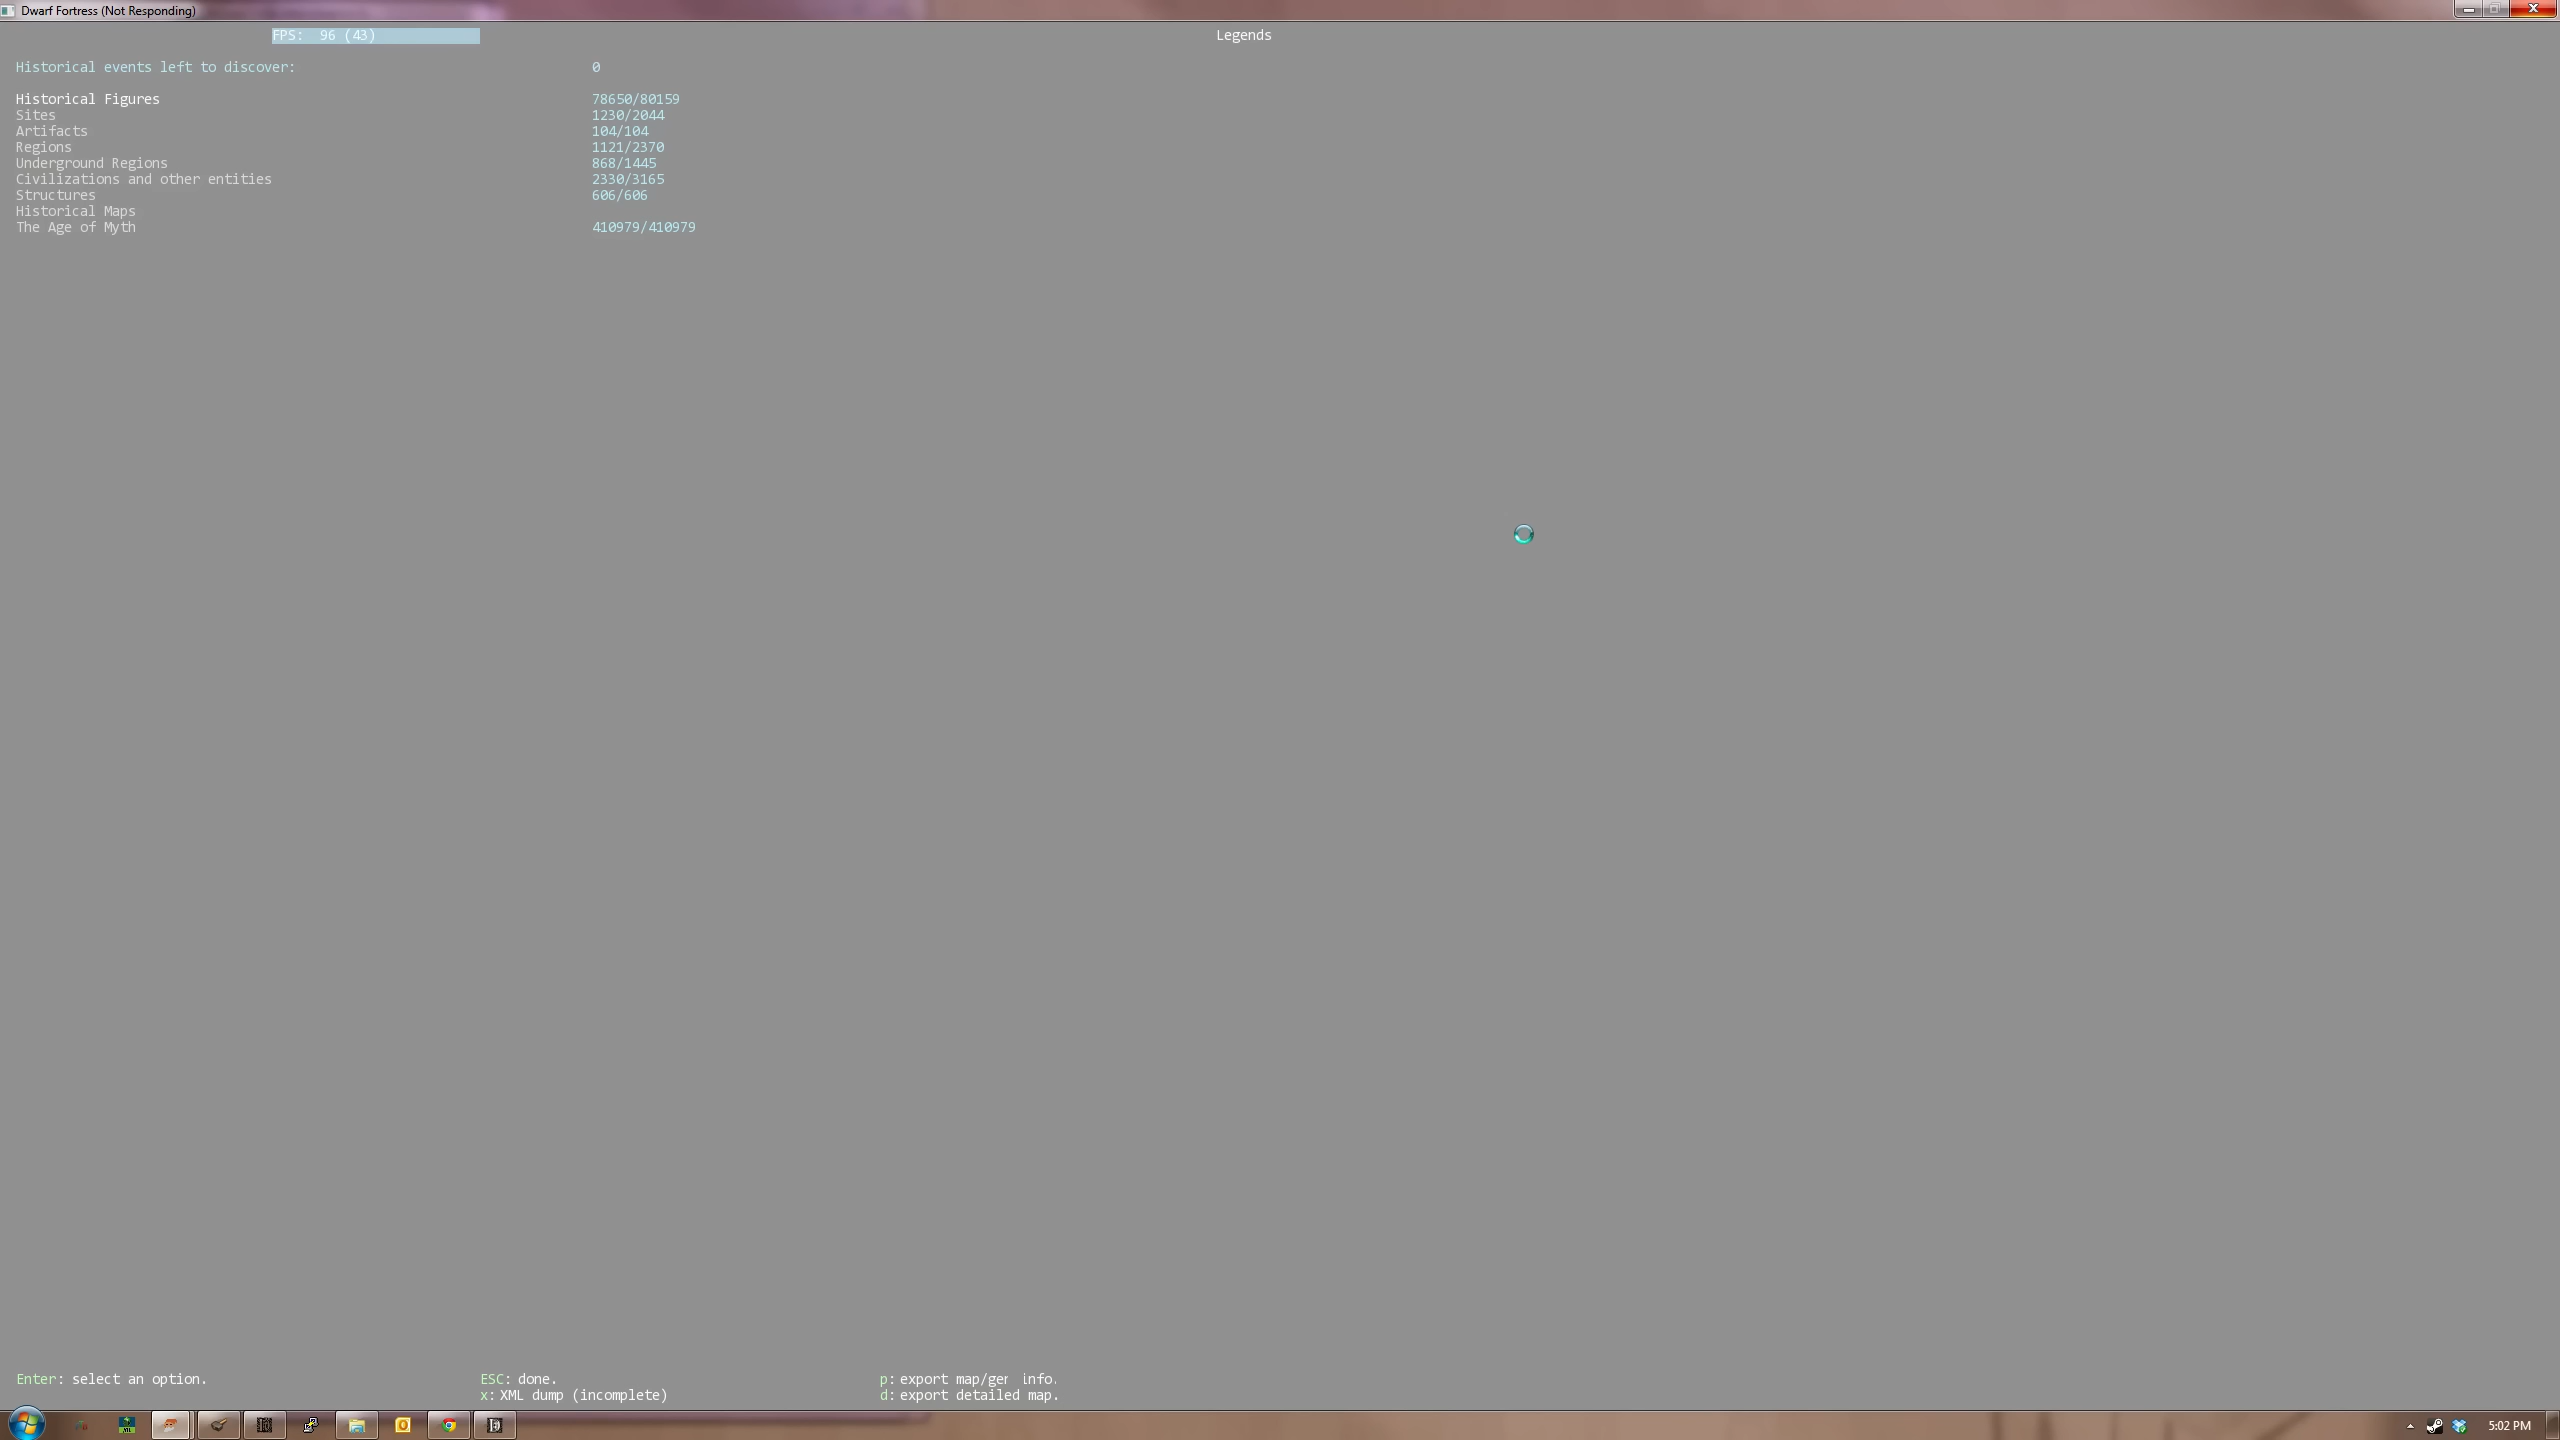 Dwarf Fortress (Not Responding)
FPS: 96 (43) Legends
Historical events left to discover: 0
Historical Figures 78650/80159
Sites 1230/2044
Artifacts 104/104
Regions 1121/2370
Underground Regions 868/1445
Civilizations and other entities 2330/3165
Structures 606/606
Historical Maps
The Age of Myth 410979/410979
Enter: select an option. ESC: done. p: export map/gen info.
x: XML dump (incomplete) d: export detailed map.
5:02 PM